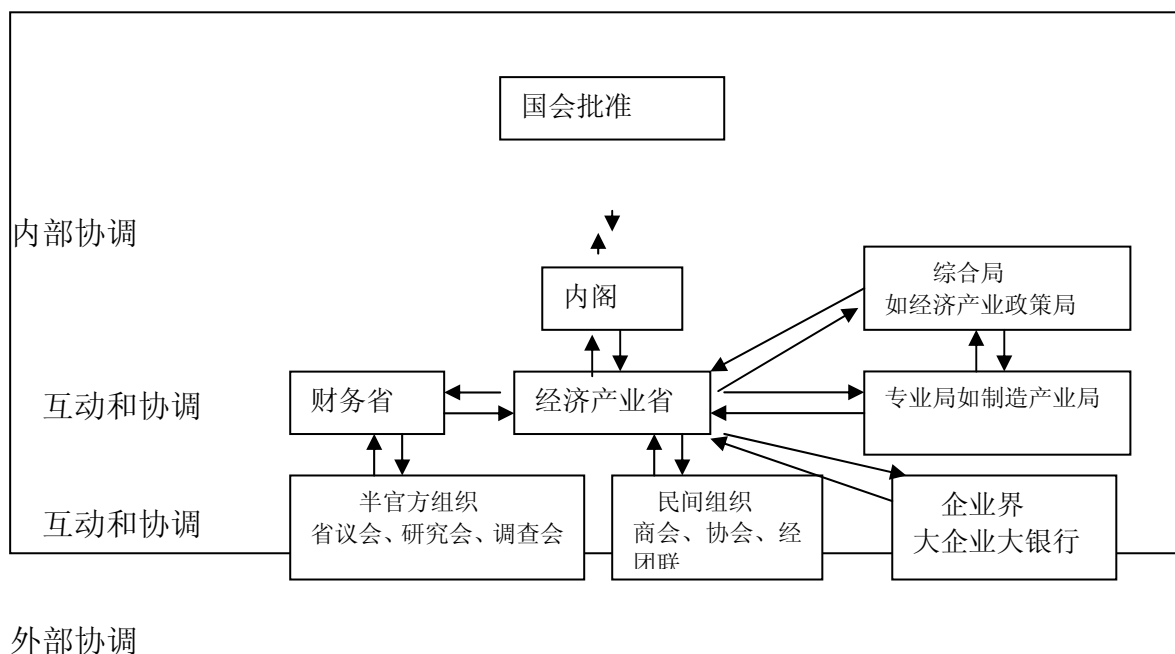 国会批准
内部协调
内阁
综合局
如经济产业政策局
互动和协调
财务省
经济产业省
专业局如制造产业局
互动和协调
半官方组织
省议会、研究会、调查会
民间组织
商会、协会、经
团联
企业界
大企业大银行
外部协调